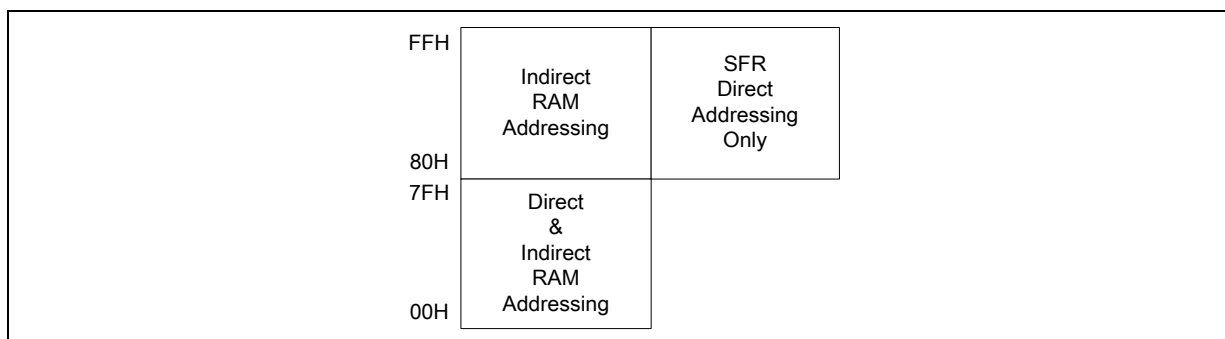 FFH
Indirect
RAM
Addressing
SFR
Direct
Addressing
Only
80H
7FH
Direct
&
Indirect
RAM
Addressing
00H